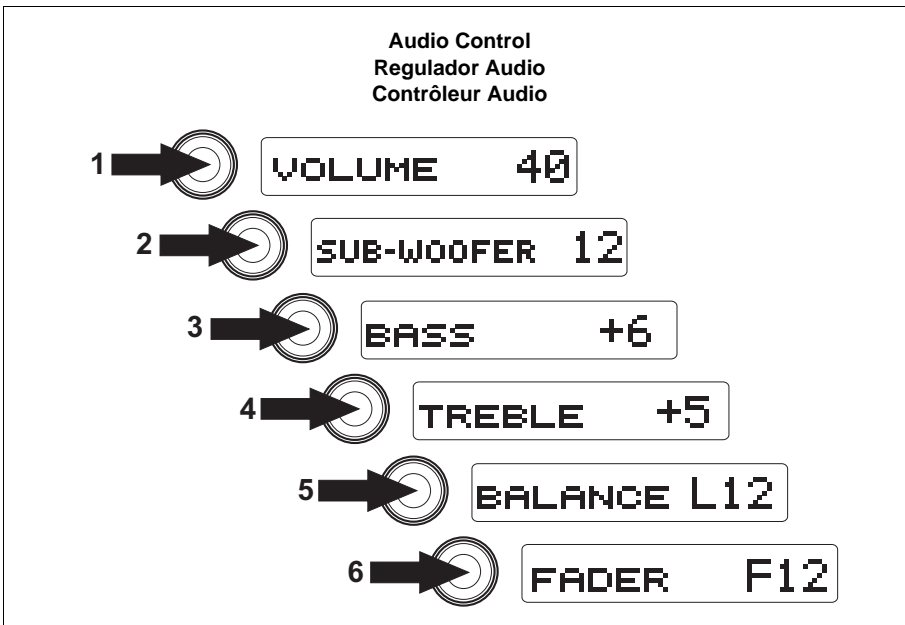 Audio Control
Regulador Audio
Contrôleur Audio
1 VOLUME 40
2 SUB-WOOFER 12
3 BASS +6
4 TREBLE +5
5 BALANCE L12
6 FADER F12